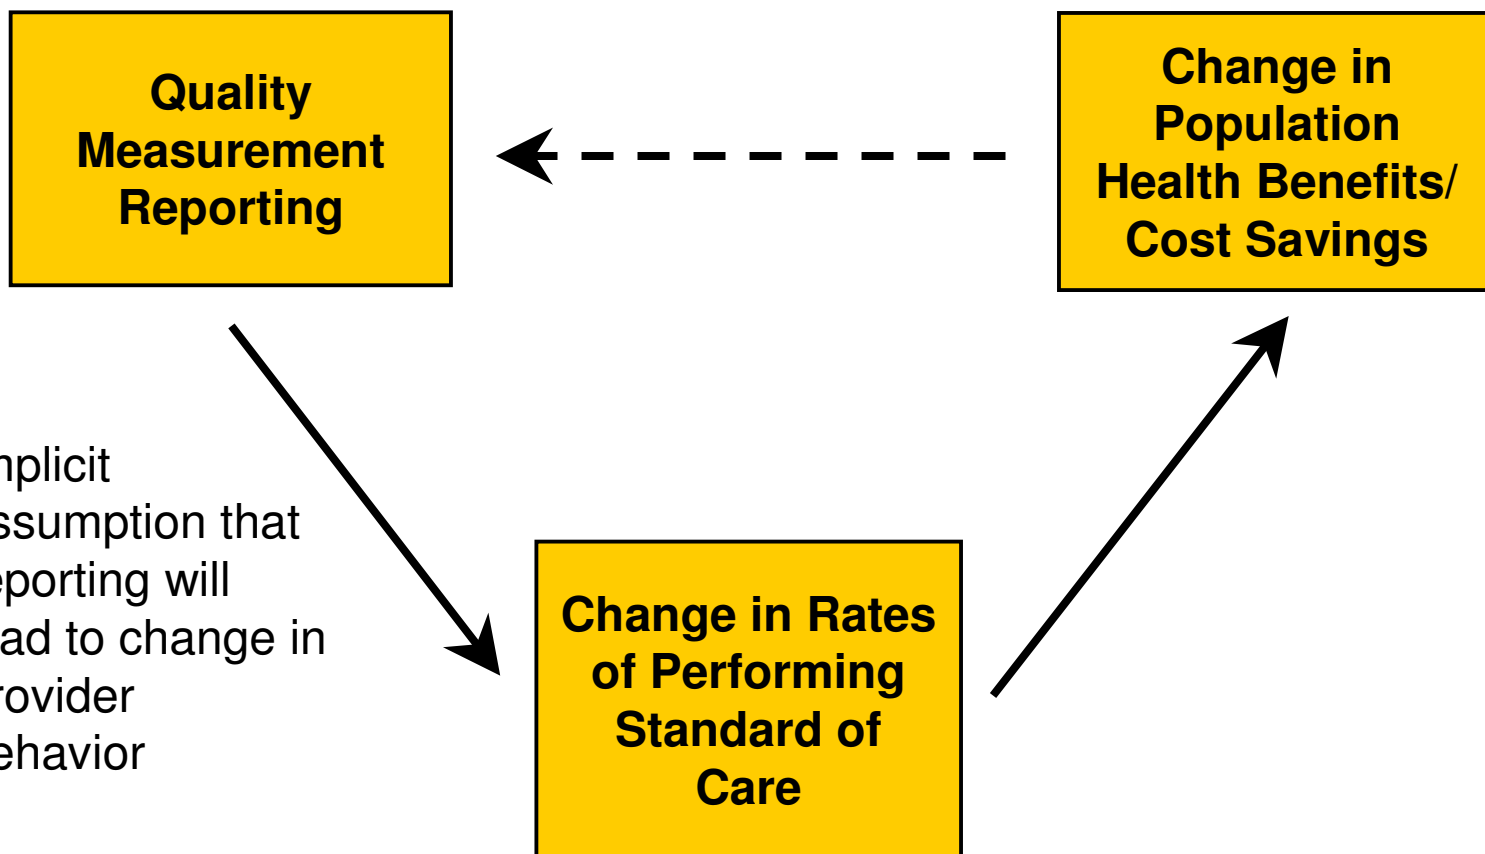 Quality
Measurement
Reporting
Change in
Population
Health Benefits/
Cost Savings
mplicit
ssumption that
eporting will
ad to change in
rovider
ehavior
Change in Rates
of Performing
Standard of
Care